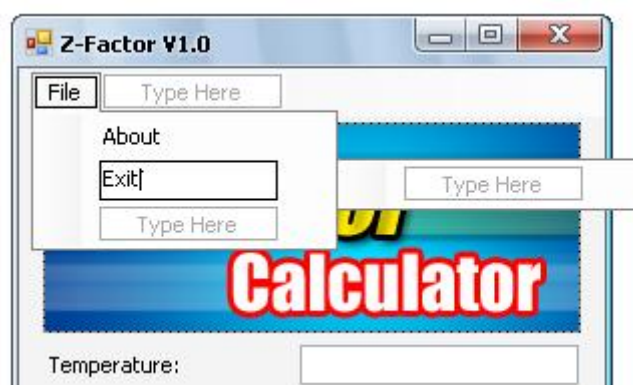 Z-Factor V1.0
File Type Here
About
Exit
Type Here
Type Here
Calculator
Temperature: